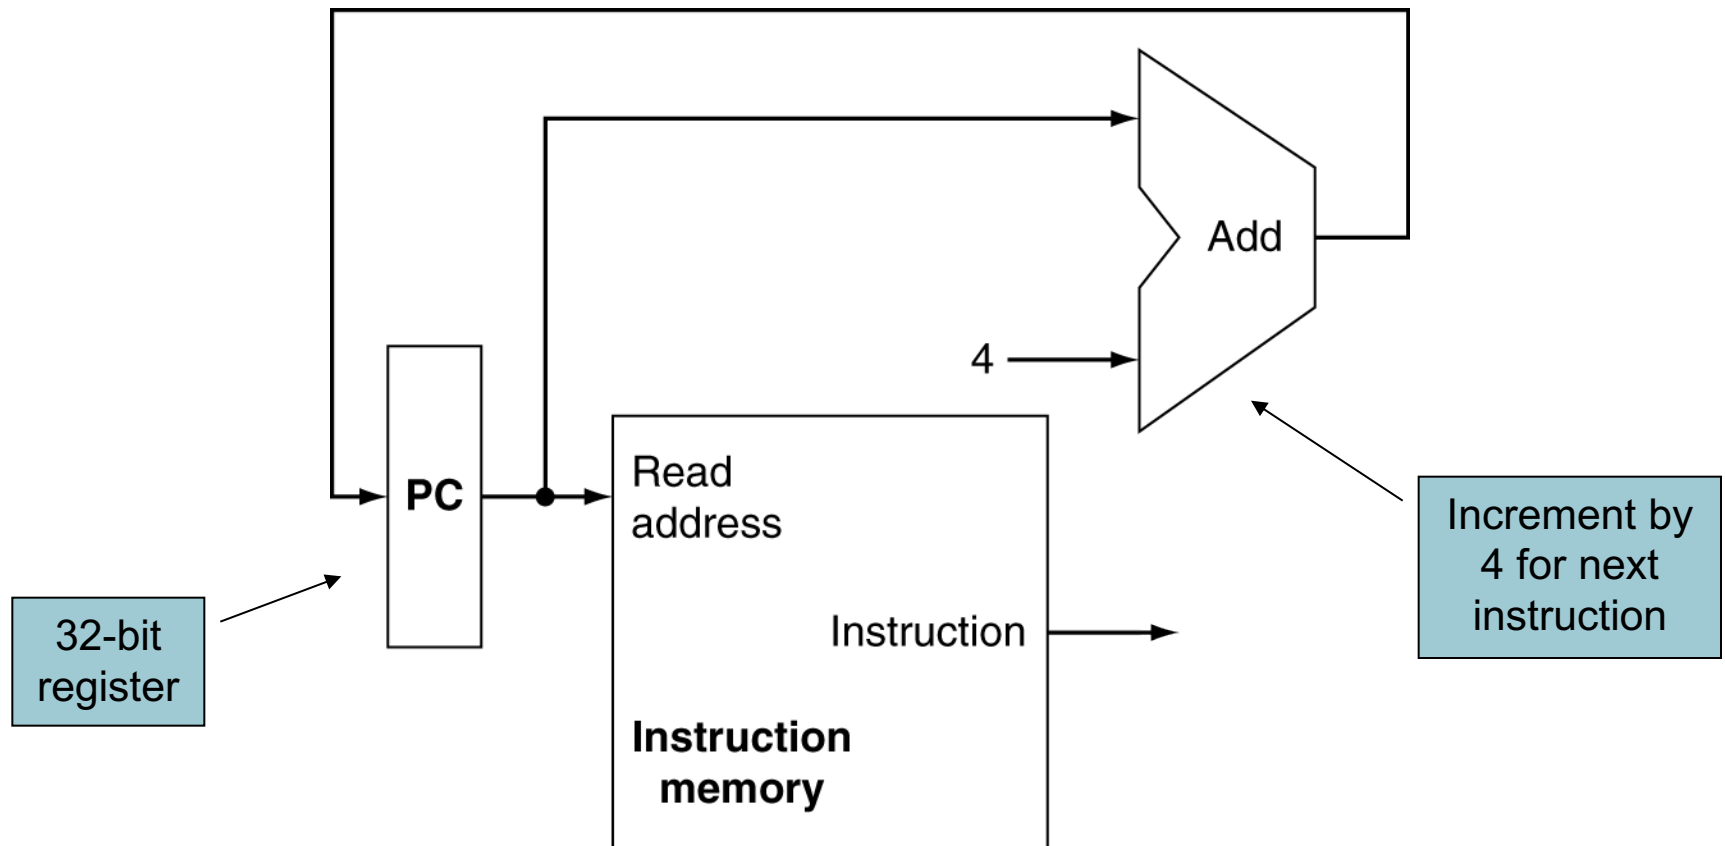 Add
4
PC
Read
address
Increment by
4 for next
instruction
32-bit
register
Instruction
Instruction
memory